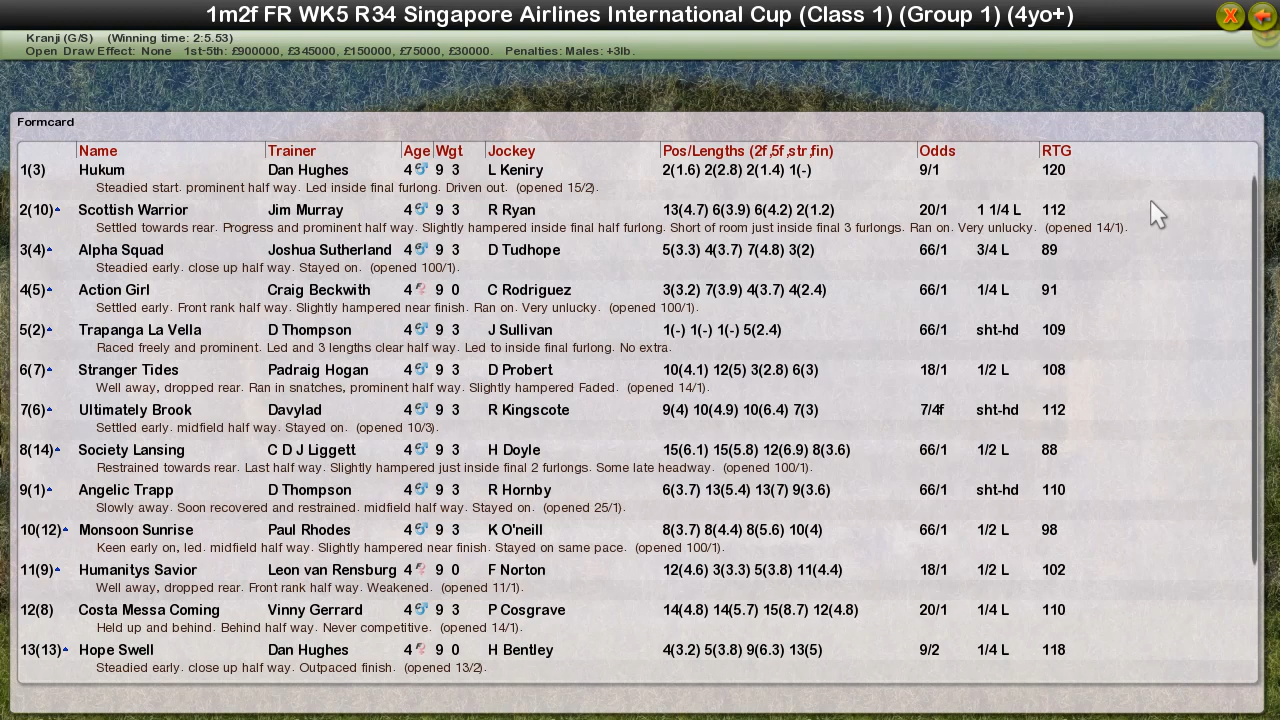 1m2f FR WK5 R34 Singapore Airlines International Cup (Class 1) (Group 1) (4yo+)
Kranji (G/S) (Winning time: 2:5.53)
Open Draw Effect: None 1st-5th: £900000, £345000, £150000, £75000, £30000. Penalties: Males: +3lb.
Formcard
Name Trainer Age Wgt Jockey Pos/Lengths (2f,5f,str,fin) Odds RTG
1(3) Hukum Dan Hughes 4 9 3 L Keniry 2(1.6) 2(2.8) 2(1.4) 1(-) 9/1 120
Steadied start. prominent half way. Led inside final furlong. Driven out. (opened 15/2).
2(10) Scottish Warrior Jim Murray 4 9 3 R Ryan 13(4.7) 6(3.9) 6(4.2) 2(1.2) 20/1 1 1/4 L 112
Settled towards rear. Progress and prominent half way. Slightly hampered inside final half furlong. Short of room just inside final 3 furlongs. Ran on. Very unlucky. (opened 14/1).
3(4) Alpha Squad Joshua Sutherland 4 9 3 D Tudhope 5(3.3) 4(3.7) 7(4.8) 3(2) 66/1 3/4 L 89
Steadied early. close up half way. Stayed on. (opened 100/1).
4(5) Action Girl Craig Beckwith 4 9 0 C Rodriguez 3(3.2) 7(3.9) 4(3.7) 4(2.4) 66/1 1/4 L 91
Settled early. Front rank half way. Slightly hampered near finish. Ran on. Very unlucky. (opened 100/1).
5(2) Trapanga La Vella D Thompson 4 9 3 J Sullivan 1(-) 1(-) 1(-) 5(2.4) 66/1 sht-hd 109
Raced freely and prominent. Led and 3 lengths clear half way. Led to inside final furlong. No extra.
6(7) Stranger Tides Padraig Hogan 4 9 3 D Probert 10(4.1) 12(5) 3(2.8) 6(3) 18/1 1/2 L 108
Well away, dropped rear. Ran in snatches, prominent half way. Slightly hampered Faded. (opened 14/1).
7(6) Ultimately Brook Davylad 4 9 3 R Kingscote 9(4) 10(4.9) 10(6.4) 7(3) 7/4f sht-hd 112
Settled early. midfield half way. Stayed on. (opened 10/3).
8(14) Society Lansing C D J Liggett 4 9 3 H Doyle 15(6.1) 15(5.8) 12(6.9) 8(3.6) 66/1 1/2 L 88
Restrained towards rear. Last half way. Slightly hampered just inside final 2 furlongs. Some late headway. (opened 100/1).
9(1) Angelic Trapp D Thompson 4 9 3 R Hornby 6(3.7) 13(5.4) 13(7) 9(3.6) 66/1 sht-hd 110
Slowly away. Soon recovered and restrained. midfield half way. Stayed on. (opened 25/1).
10(12) Monsoon Sunrise Paul Rhodes 4 9 3 K O'neill 8(3.7) 8(4.4) 8(5.6) 10(4) 66/1 1/2 L 98
Keen early on, led. midfield half way. Slightly hampered near finish. Stayed on same pace. (opened 100/1).
11(9) Humanitys Savior Leon van Rensburg 4 9 0 F Norton 12(4.6) 3(3.3) 5(3.8) 11(4.4) 18/1 1/2 L 102
Well away, dropped rear. Front rank half way. Weakened. (opened 11/1).
12(8) Costa Messa Coming Vinny Gerrard 4 9 3 P Cosgrave 14(4.8) 14(5.7) 15(8.7) 12(4.8) 20/1 1/4 L 110
Held up and behind. Behind half way. Never competitive. (opened 14/1).
13(13) Hope Swell Dan Hughes 4 9 0 H Bentley 4(3.2) 5(3.8) 9(6.3) 13(5) 9/2 1/4 L 118
Steadied early. close up half way. Outpaced finish. (opened 13/2).